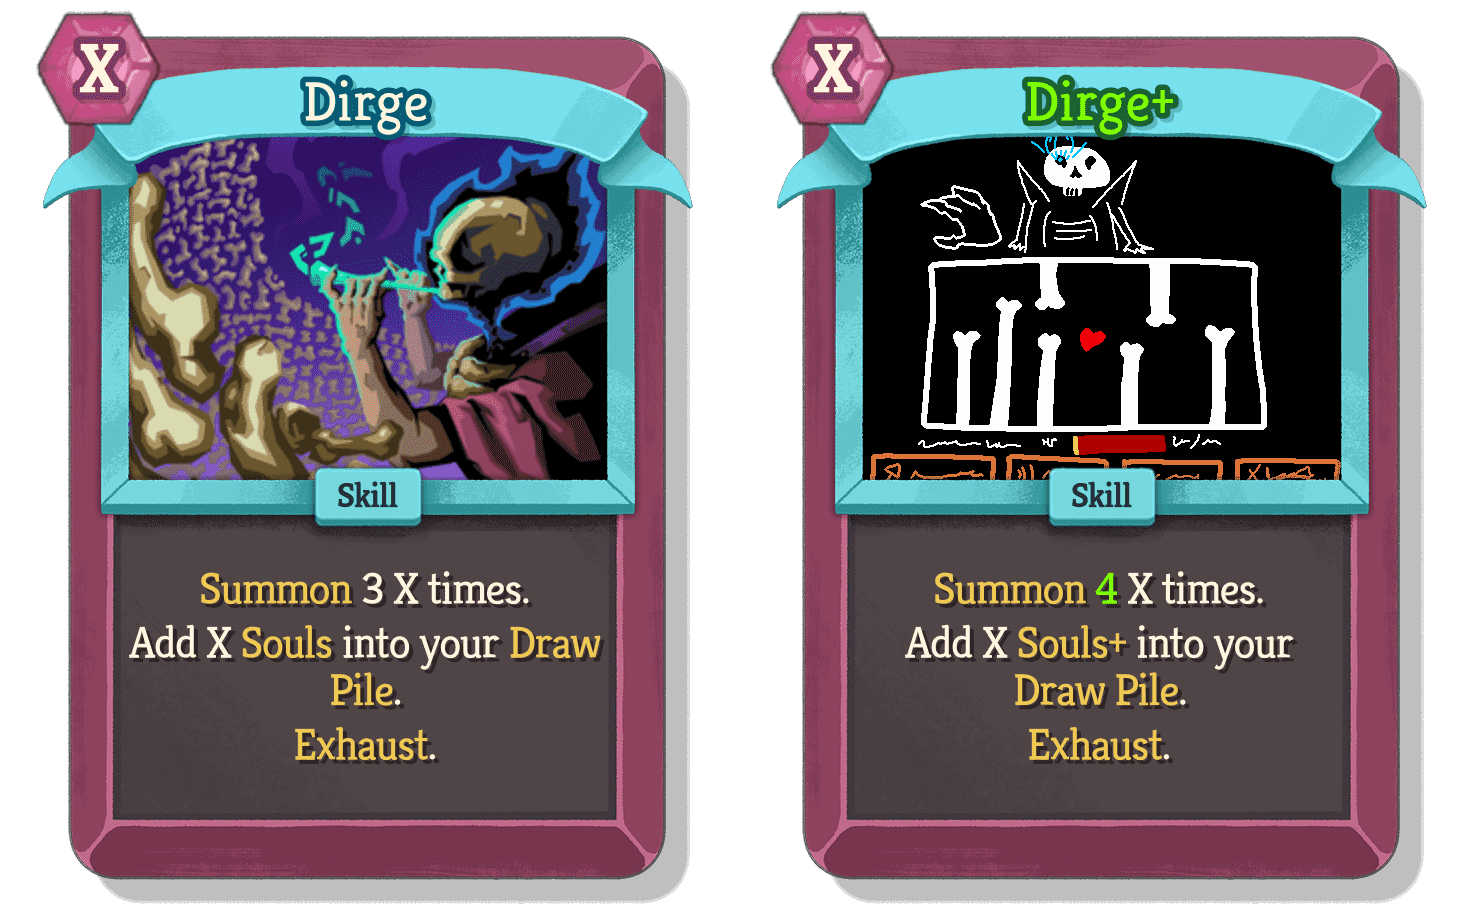 X
Dirge
Skill
Summon 3 X times.
Add X Souls into your Draw
Pile.
Exhaust.
X
Dirge+
Skill
Summon 4 X times.
Add X Souls+ into your
Draw Pile.
Exhaust.